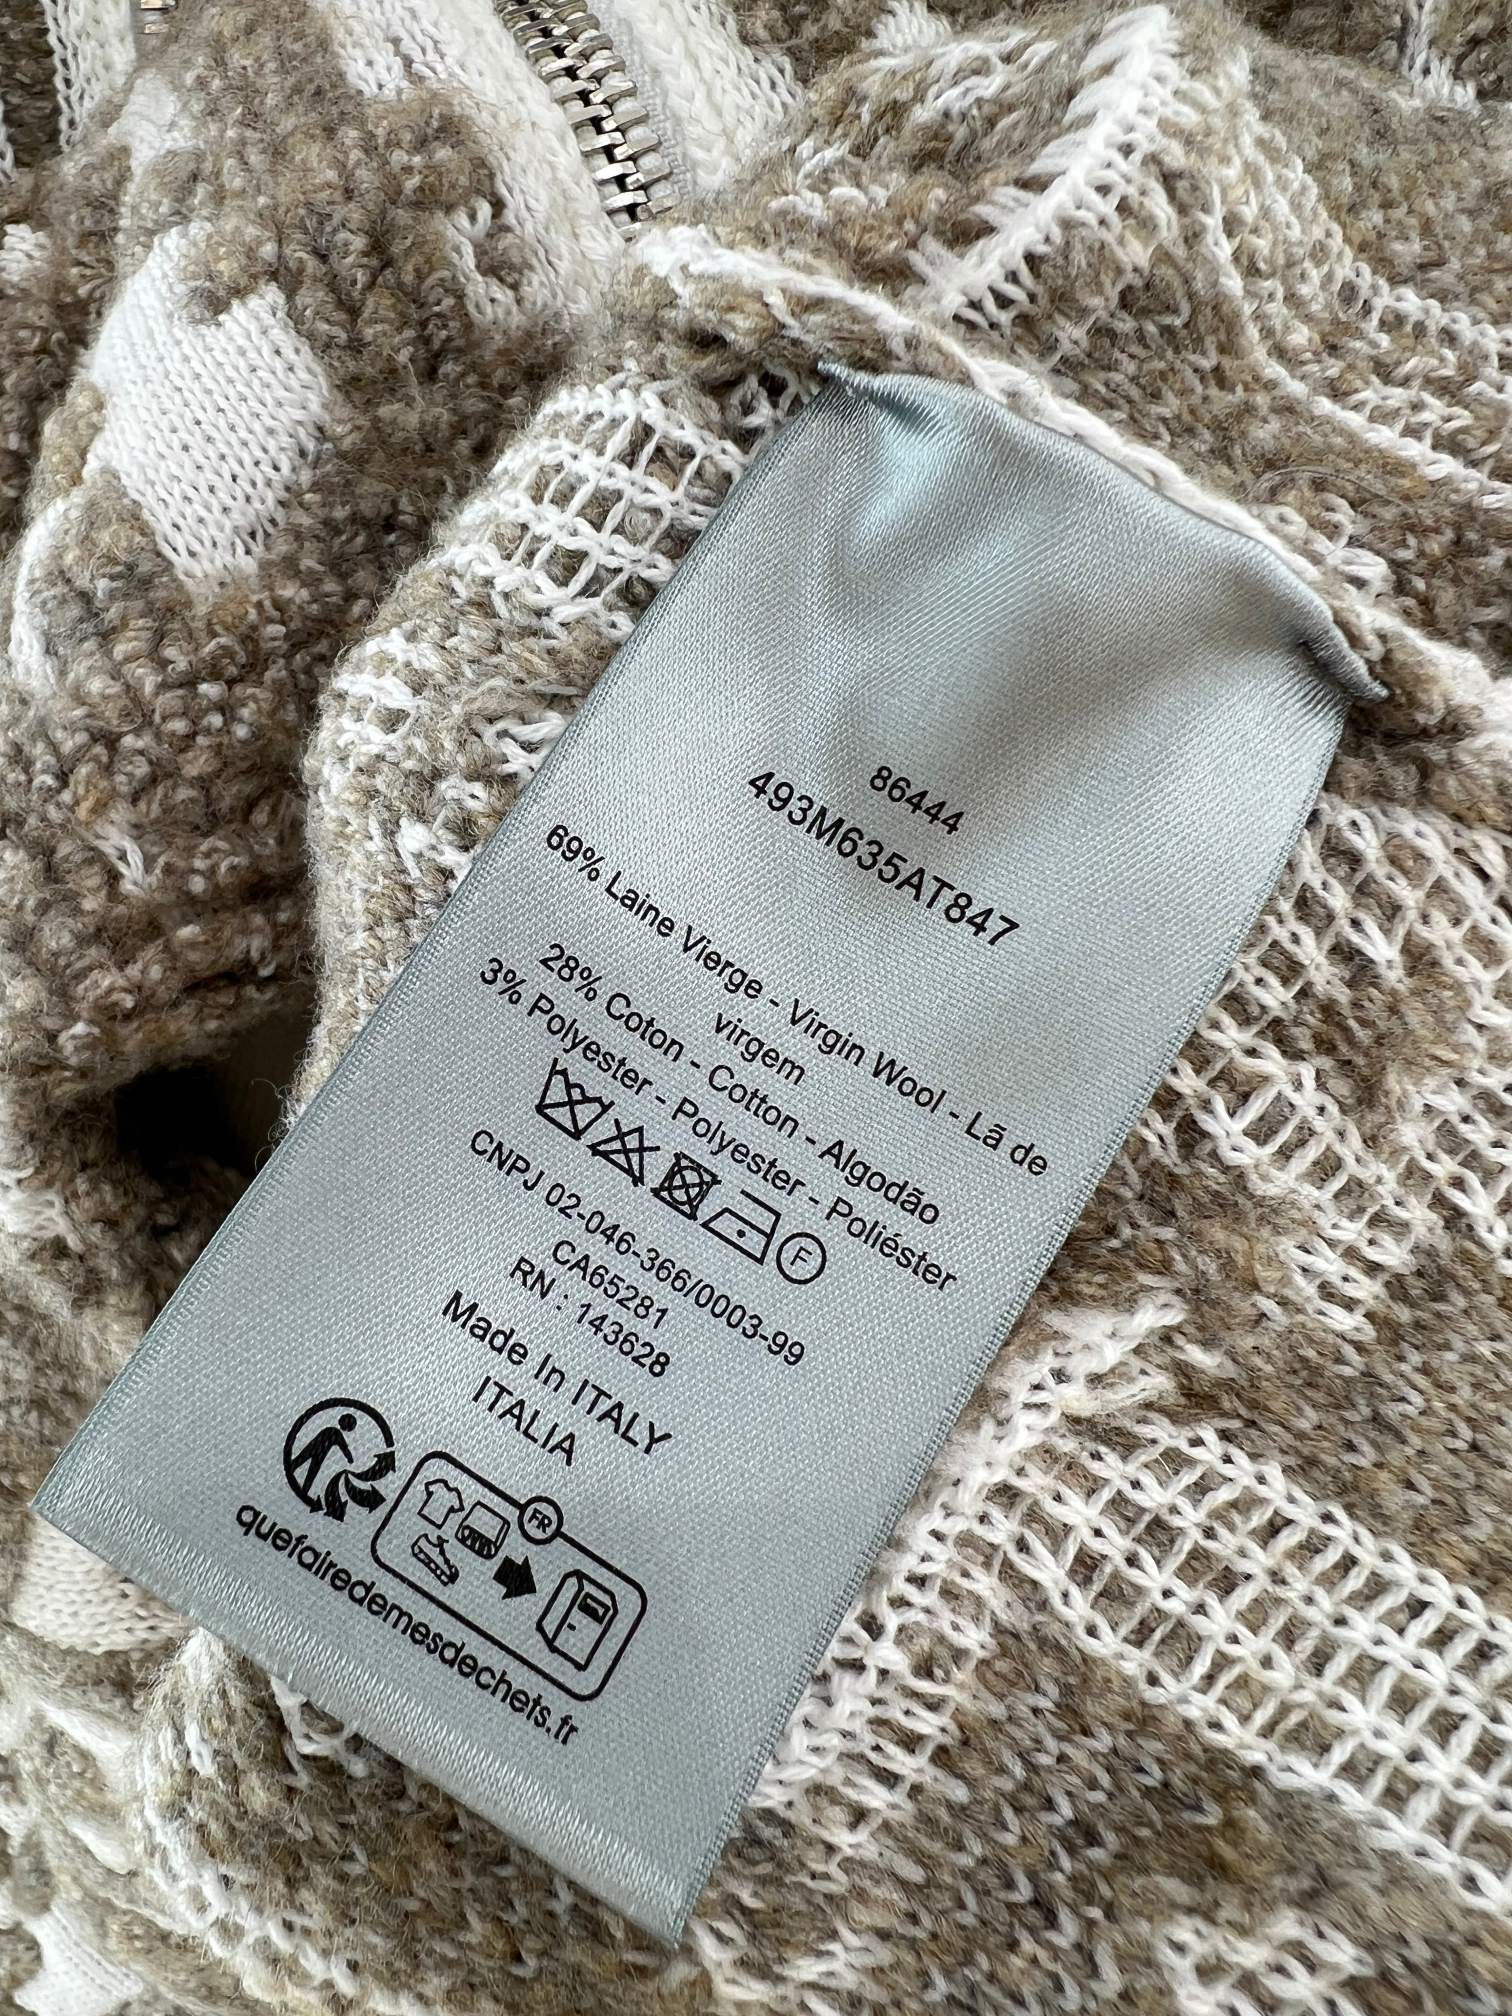 86444
493M635AT847
69% Laine Vierge - Virgin Wool - Lã de
virgem
28% Coton - Cotton - Algodão
3% Polyester - Polyester - Poliéster
F
CNPJ 02-046-366/0003-99
CA65281
RN : 143628
Made In ITALY
ITALIA
FR
quefairedemesdechets.fr